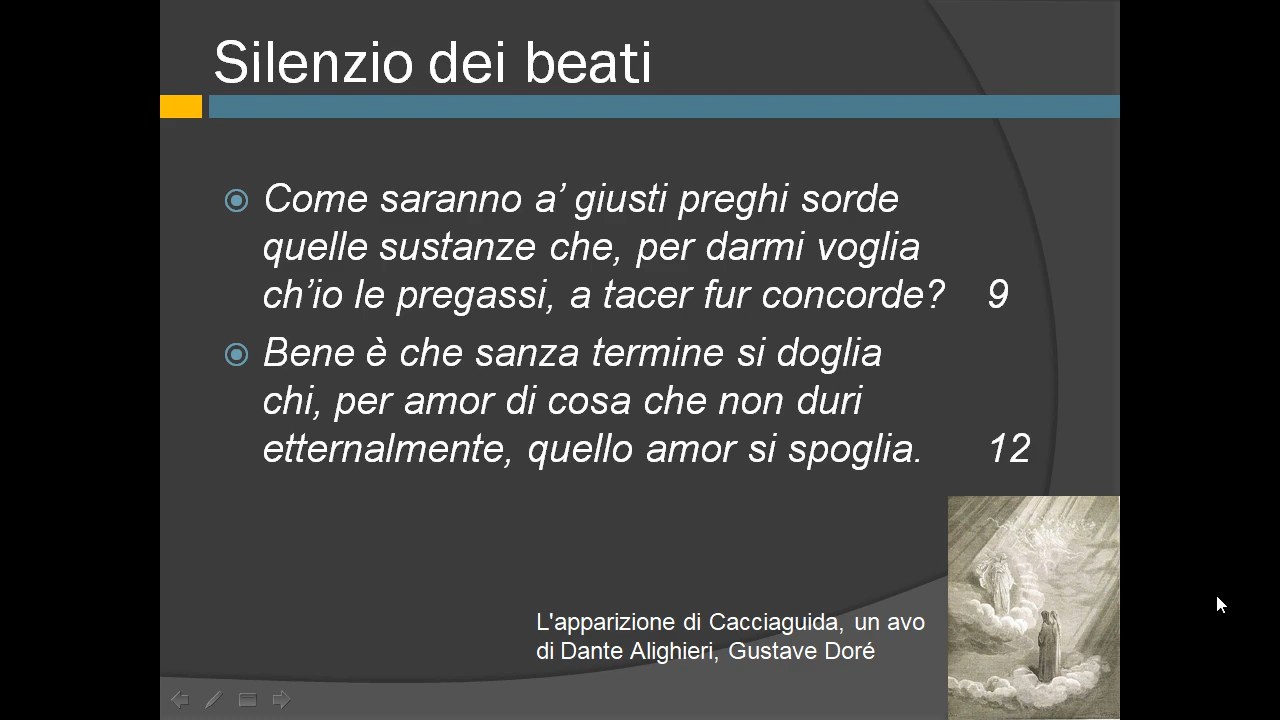 Silenzio dei beati
Come saranno a’ giusti preghi sorde
quelle sustanze che, per darmi voglia
ch’io le pregassi, a tacer fur concorde? 9
Bene è che sanza termine si doglia
chi, per amor di cosa che non duri
etternalmente, quello amor si spoglia. 12
L'apparizione di Cacciaguida, un avo
di Dante Alighieri, Gustave Doré